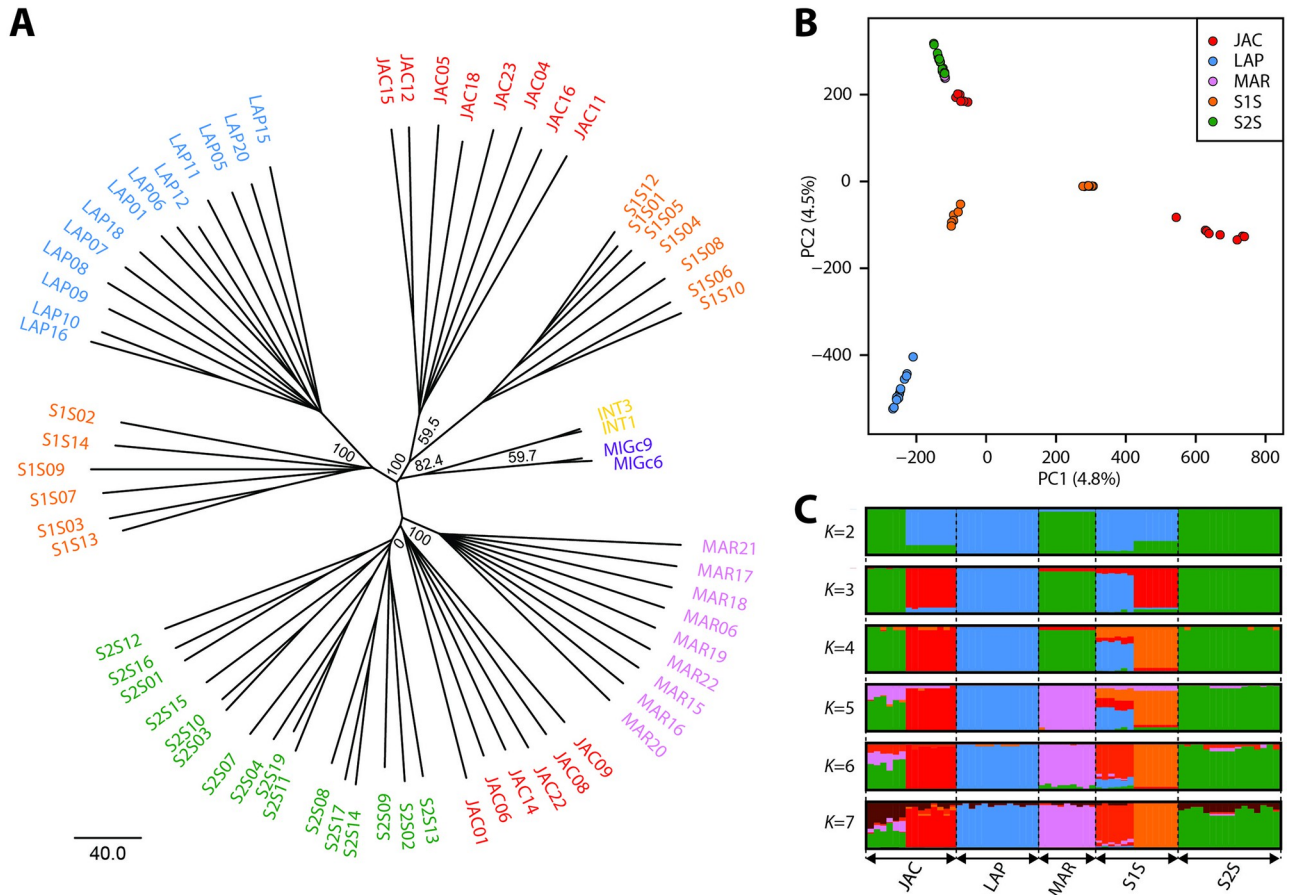 A
JAC15
JAC12
JAC05
JAC18
JAC23
JAC04
JAC16
JAC11
S1S12
S1S01
S1S05
S1S04
S1S08
S1S06
S1S10
INT3
INT1
MIGc9
MIGc6
MAR21
MAR17
MAR18
MAR06
MAR19
MAR22
MAR15
MAR16
MAR20
JAC09
JAC08
JAC22
JAC14
JAC06
JAC01
S2S13
S2S02
S2S09
S2S14
S2S17
S2S08
S2S11
S2S19
S2S04
S2S07
S2S03
S2S10
S2S15
S2S01
S2S16
S2S12
S1S13
S1S03
S1S07
S1S09
S1S14
S1S02
LAP16
LAP10
LAP09
LAP08
LAP07
LAP18
LAP01
LAP06
LAP12
LAP11
LAP05
LAP20
LAP15
100
100
59.5
82.4
59.7
0
100
40.0
B
JAC
LAP
MAR
S1S
S2S
200
0
−200
−400
PC2 (4.5%)
−200
0
200
400
600
800
PC1 (4.8%)
C
K=2
K=3
K=4
K=5
K=6
K=7
JAC
LAP
MAR
S1S
S2S